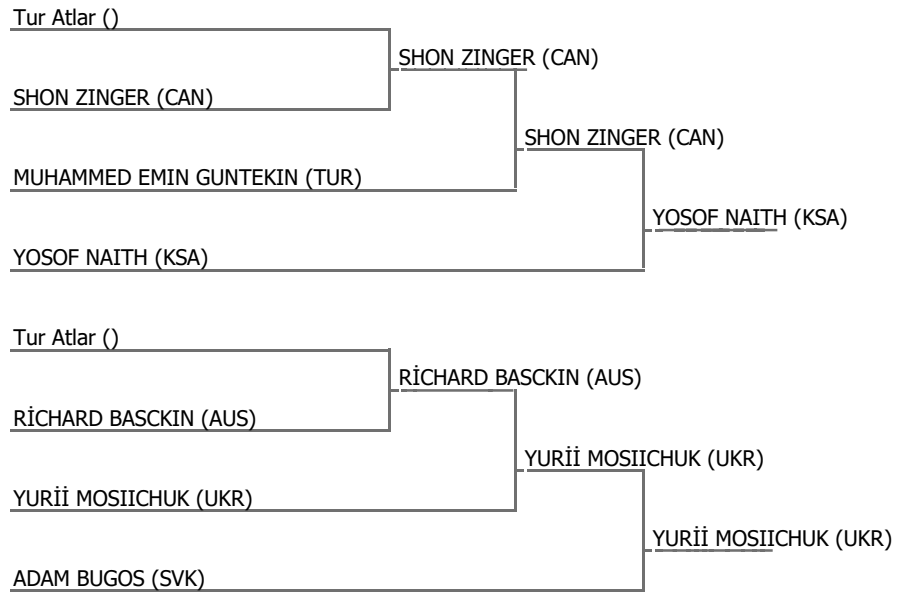 Tur Atlar ()
SHON ZINGER (CAN)
SHON ZINGER (CAN)
SHON ZINGER (CAN)
MUHAMMED EMIN GUNTEKIN (TUR)
YOSOF NAITH (KSA)
YOSOF NAITH (KSA)
Tur Atlar ()
RİCHARD BASCKIN (AUS)
RİCHARD BASCKIN (AUS)
YURİİ MOSIICHUK (UKR)
YURİİ MOSIICHUK (UKR)
YURİİ MOSIICHUK (UKR)
ADAM BUGOS (SVK)